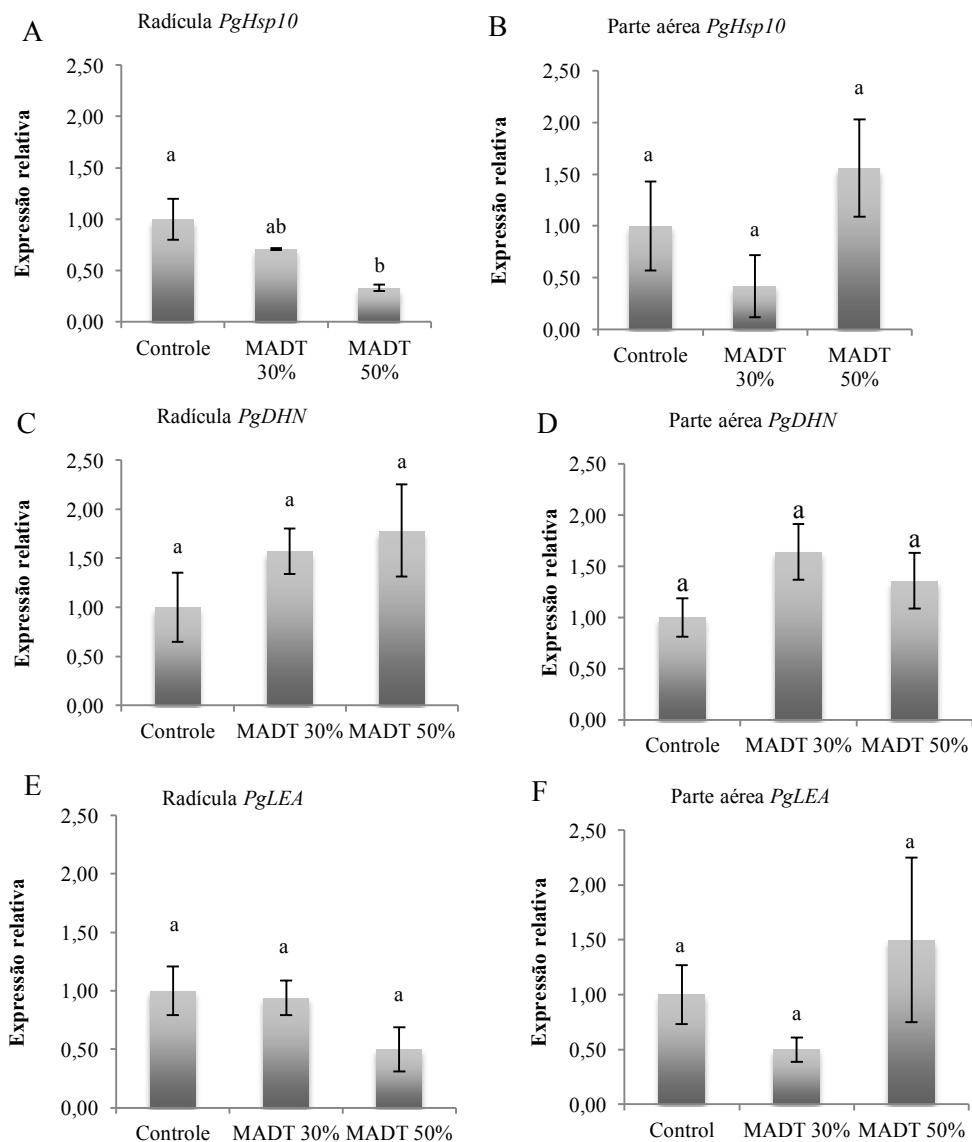 A
Radícula PgHsp10
Expressão relativa
2,50
2,00
1,50
1,00
0,50
0,00
a
ab
b
Controle
MADT 30%
MADT 50%
B
Parte aérea PgHsp10
Expressão relativa
2,50
2,00
1,50
1,00
0,50
0,00
a
a
a
Controle
MADT 30%
MADT 50%
C
Radícula PgDHN
Expressão relativa
2,50
2,00
1,50
1,00
0,50
0,00
a
a
a
Controle
MADT 30%
MADT 50%
D
Parte aérea PgDHN
Expressão relativa
2,50
2,00
1,50
1,00
0,50
0,00
a
a
a
Controle
MADT 30%
MADT 50%
E
Radícula PgLEA
Expressão relativa
2,50
2,00
1,50
1,00
0,50
0,00
a
a
a
Controle
MADT 30%
MADT 50%
F
Parte aérea PgLEA
Expressão relativa
2,50
2,00
1,50
1,00
0,50
0,00
a
a
a
Control
MADT 30%
MADT 50%